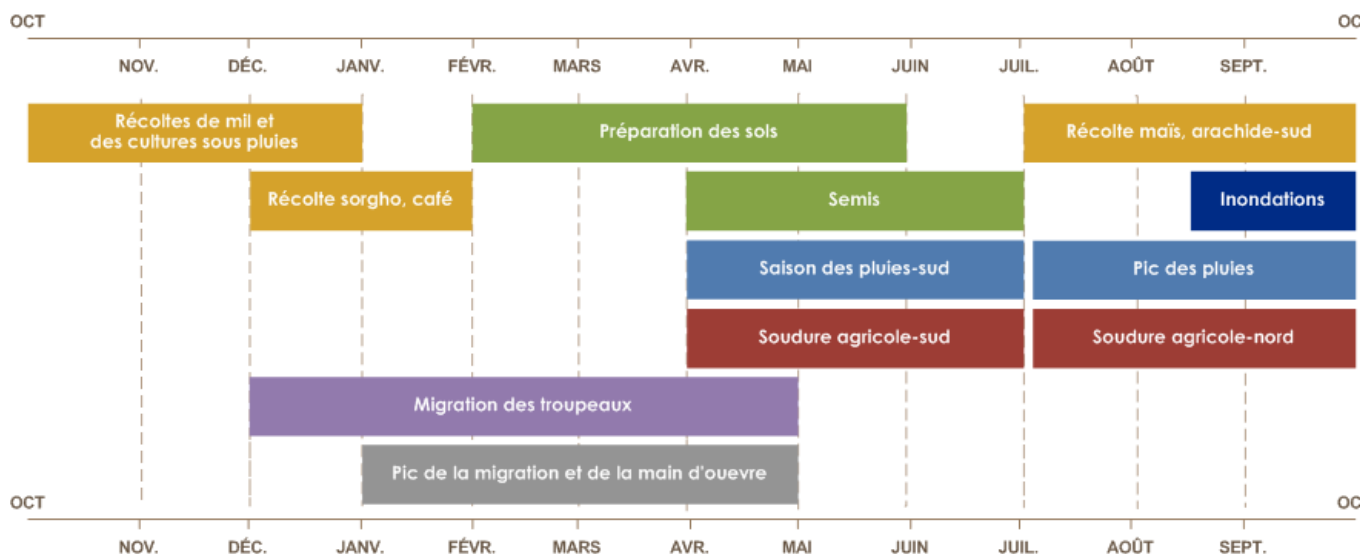 OCT
OC
NOV.
DÉC.
JANV.
FÉVR.
MARS
AVR.
MAI
JUIN
JUIL.
AOÛT
SEPT.
Récoltes de mil et
des cultures sous pluies
Préparation des sols
Récolte maïs, arachide-sud
Récolte sorgho, café
Semis
Inondations
Saison des pluies-sud
Pic des pluies
Soudure agricole-sud
Soudure agricole-nord
Migration des troupeaux
Pic de la migration et de la main d'ouevre
OCT
OC
NOV.
DÉC.
JANV.
FÉVR.
MARS
AVR.
MAI
JUIN
JUIL.
AOÛT
SEPT.